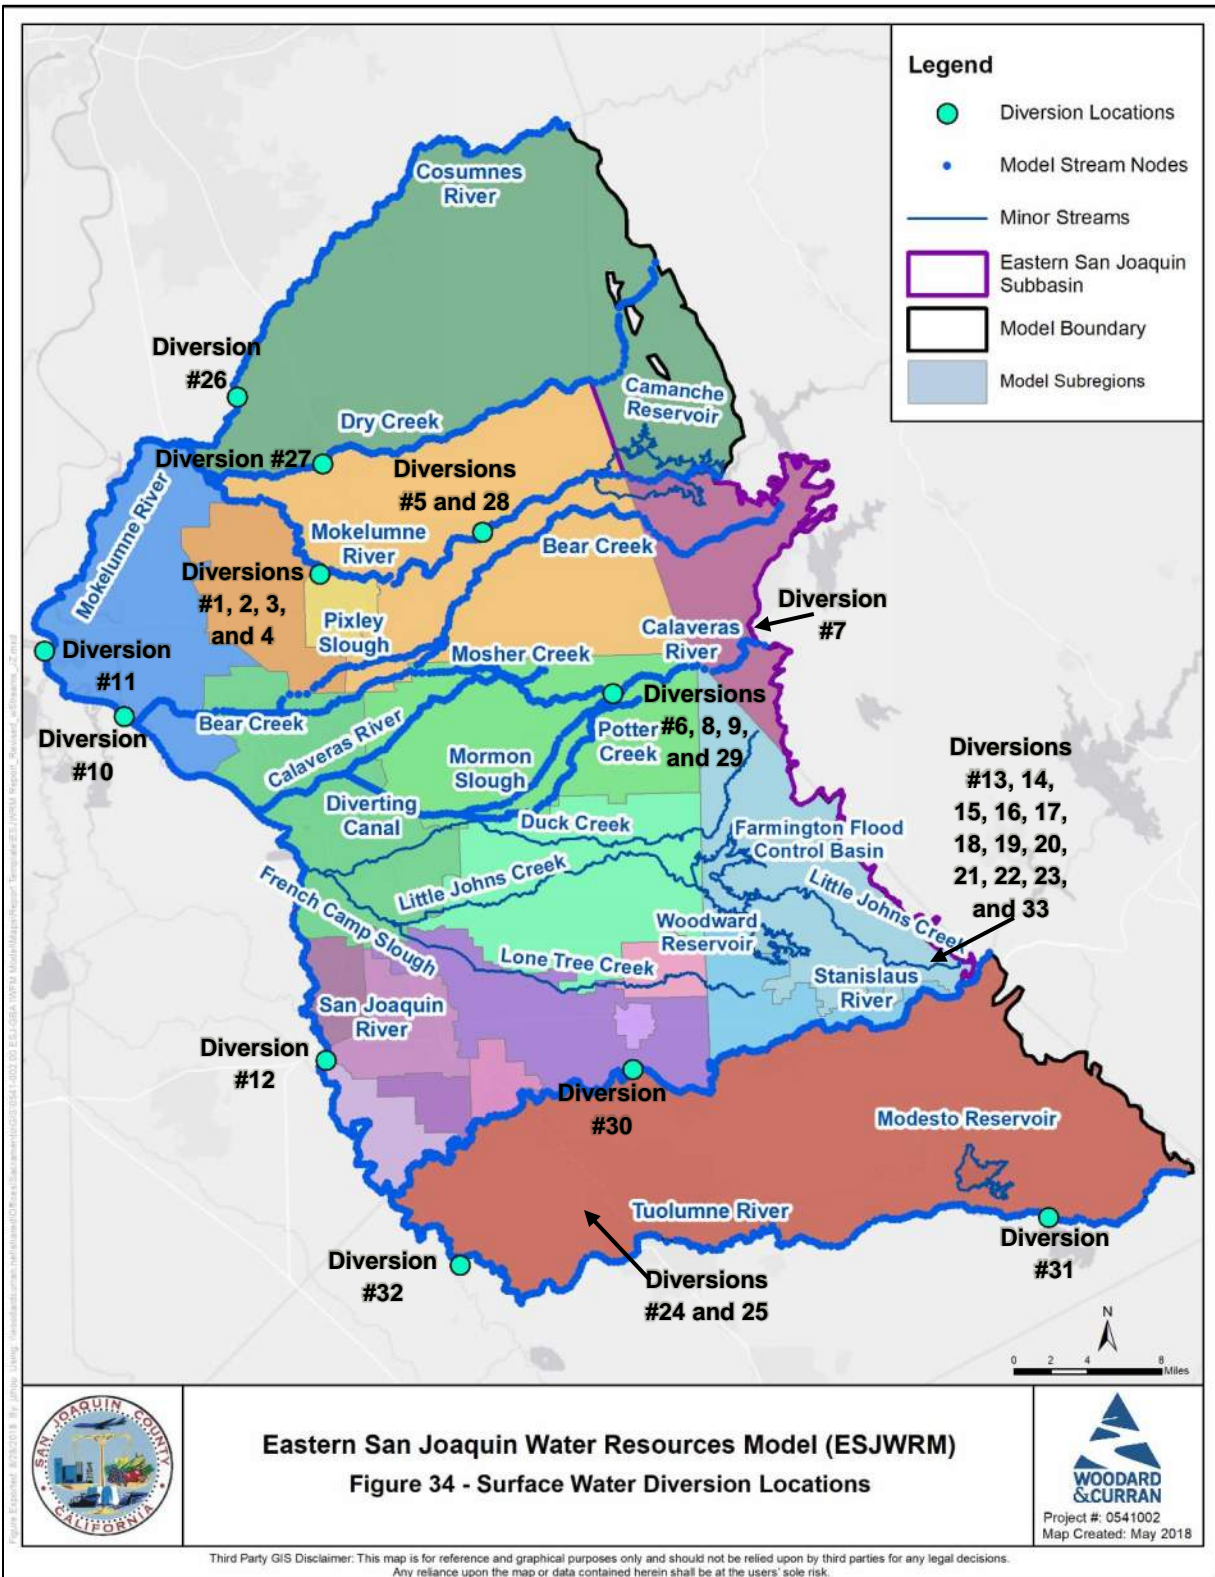 Legend
Diversion Locations
Model Stream Nodes
Minor Streams
Eastern San Joaquin
Subbasin
Model Boundary
Model Subregions
Cosumnes
River
Diversion
#26
Camanche
Reservoir
Dry Creek
Diversion #27
Diversions
#5 and 28
Mokelumne River
Mokelumne
River
Bear Creek
Diversions
#1, 2, 3,
and 4
Pixley
Slough
Diversion
#7
Calaveras
River
Diversion
#11
Mosher Creek
Bear Creek
Diversion
#10
Calaveras River
Diversions
#6, 8, 9,
and 29
Potter
Creek
Mormon
Slough
Diverting
Canal
Diversions
#13, 14,
15, 16, 17,
18, 19, 20,
21, 22, 23,
and 33
Duck Creek
Farmington Flood
Control Basin
Little Johns Creek
Little Johns Creek
French Camp Slough
Woodward
Reservoir
Lone Tree Creek
Stanislaus
River
San Joaquin
River
Diversion
#12
Diversion
#30
Modesto Reservoir
Tuolumne River
Diversion
#31
Diversion
#32
Diversions
#24 and 25
N
0 2 4 8
Miles
SAN JOAQUIN COUNTY
CALIFORNIA
Eastern San Joaquin Water Resources Model (ESJWRM)
Figure 34 - Surface Water Diversion Locations
WOODARD
&CURRAN
Project #: 0541002
Map Created: May 2018
Third Party GIS Disclaimer: This map is for reference and graphical purposes only and should not be relied upon by third parties for any legal decisions.
Any reliance upon the map or data contained herein shall be at the users' sole risk.